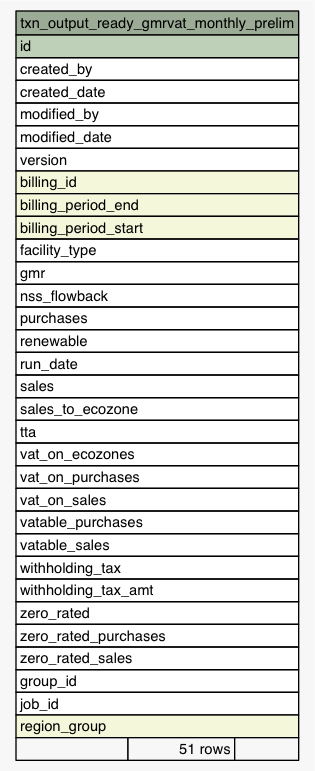 txn_output_ready_gmrvat_monthly_prelim
id
created_by
created_date
modified_by
modified_date
version
billing_id
billing_period_end
billing_period_start
facility_type
gmr
nss_flowback
purchases
renewable
run_date
sales
sales_to_ecozone
tta
vat_on_ecozones
vat_on_purchases
vat_on_sales
vatable_purchases
vatable_sales
withholding_tax
withholding_tax_amt
zero_rated
zero_rated_purchases
zero_rated_sales
group_id
job_id
region_group
51 rows